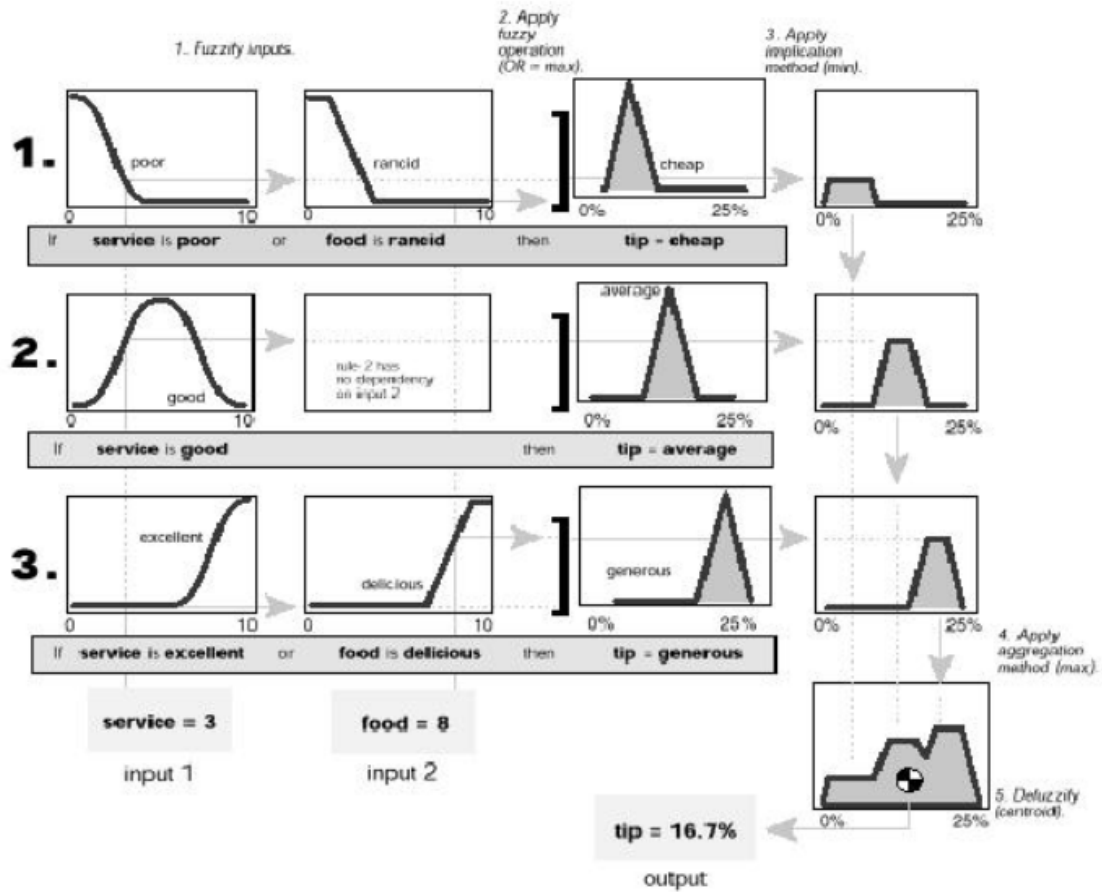 1. Fuzzify inputs.
2. Apply
fuzzy
operation
(OR = max).
3. Apply
implication
method (min).
1.
poor
0 10
rancid
0 10
cheap
0% 25%
0% 25%
If service is poor or food is rancid then tip = cheap
2.
good
0 10
rule 2 has
no dependency
on input 2
average
0% 25%
0% 25%
If service is good then tip = average
3.
excellent
0 10
delicious
0 10
generous
0% 25%
0% 25%
If service is excellent or food is delicious then tip = generous
4. Apply
aggregation
method (max).
service = 3
input 1
food = 8
input 2
0% 25%
5. Defuzzify
(centroid).
tip = 16.7%
output